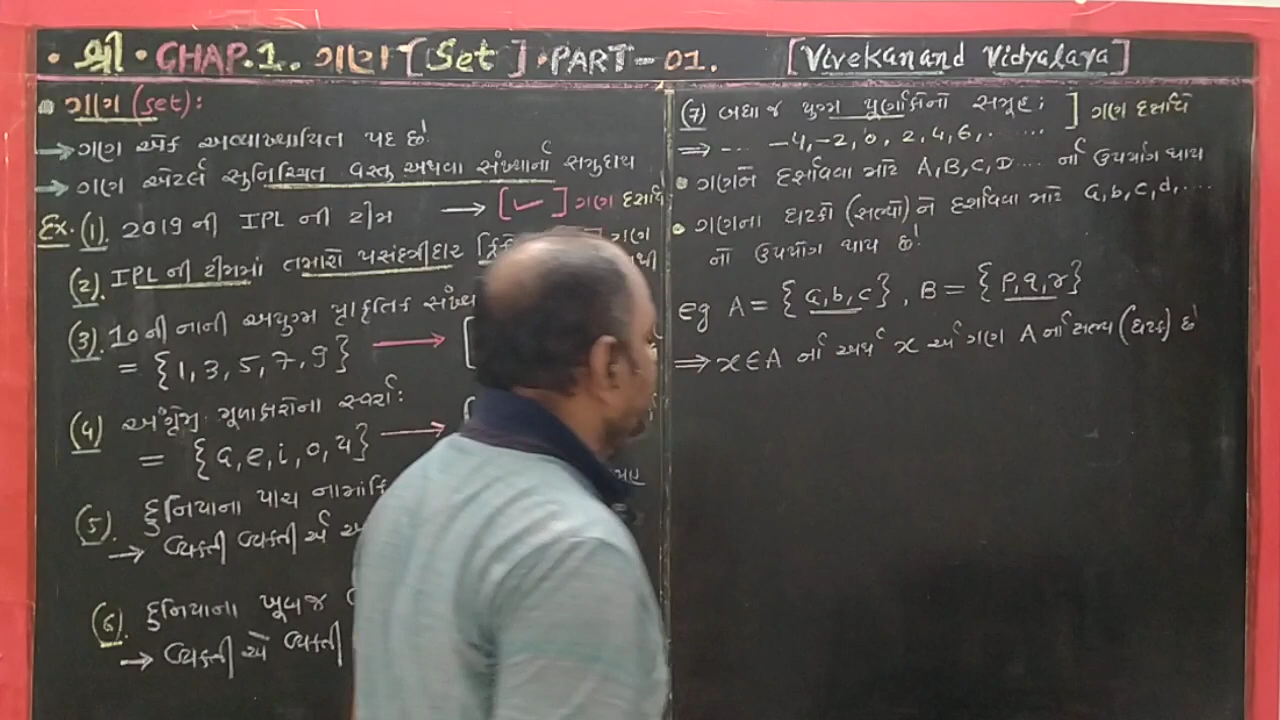 • શ્રી • CHAP.1. ગણ [Set] • PART - 01. [Vivekanand Vidyalaya]
• ગણ (set):
→ ગણ એક અવ્યાખ્યાયિત પદ છે.
→ ગણ એટલે સુનિશ્ચિત વસ્તુ અથવા સંખ્યાનો સમુદાય
Ex. (1). 2019 ની IPL ની ટીમ → [✓] ગણ દર્શાવે
(2). IPL ની ટીમમાં તમારો પસંદગીદાર ગણ
(3). 10 ની નાની અયુગ્મ પ્રાકૃતિક સંખ્ય
= {1, 3, 5, 7, 9} →
(4) અંગ્રેજી મૂળાક્ષરોના સ્વરો:
= {a, e, i, o, u} →
(5). દુનિયાના પાંચ નામાંકિ
→ વ્યક્તી વ્યક્તી એ અ
(6). દુનિયાના ખૂબજ
→ વ્યક્તી એ વ્યક્તી
(7) બધા જ યુગ્મ પૂર્ણાંકોનો સમૂહ: ] ગણ દર્શાવે
⇒ ... -4, -2, 0, 2, 4, 6, ......
• ગણને દર્શાવવા માટે A, B, C, D .... નો ઉપયોગ થાય
• ગણના ઘટકો (સભ્યો) ને દર્શાવવા માટે a, b, c, d, ....
નો ઉપયોગ થાય છે.
eg A = {a, b, c}, B = {p, q, r}
⇒ x ∈ A નો અર્થ x એ ગણ A નો સભ્ય (ઘટક) છે